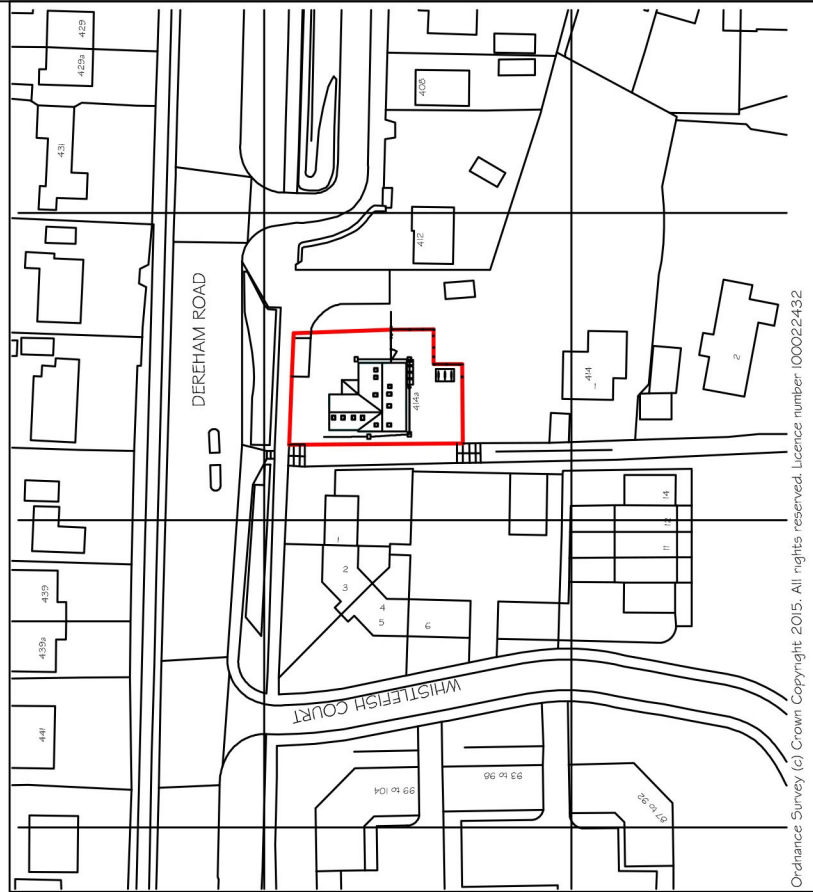 429
429a
431
408
412
DEREHAM ROAD
414a
414
1
2
1
2
3
4
5
6
14
12
11
439
439a
441
WHISTLEFISH COURT
99 to 104
93 to 98
87 to 92
Ordnance Survey (c) Crown Copyright 2015. All rights reserved. Licence number 100022432